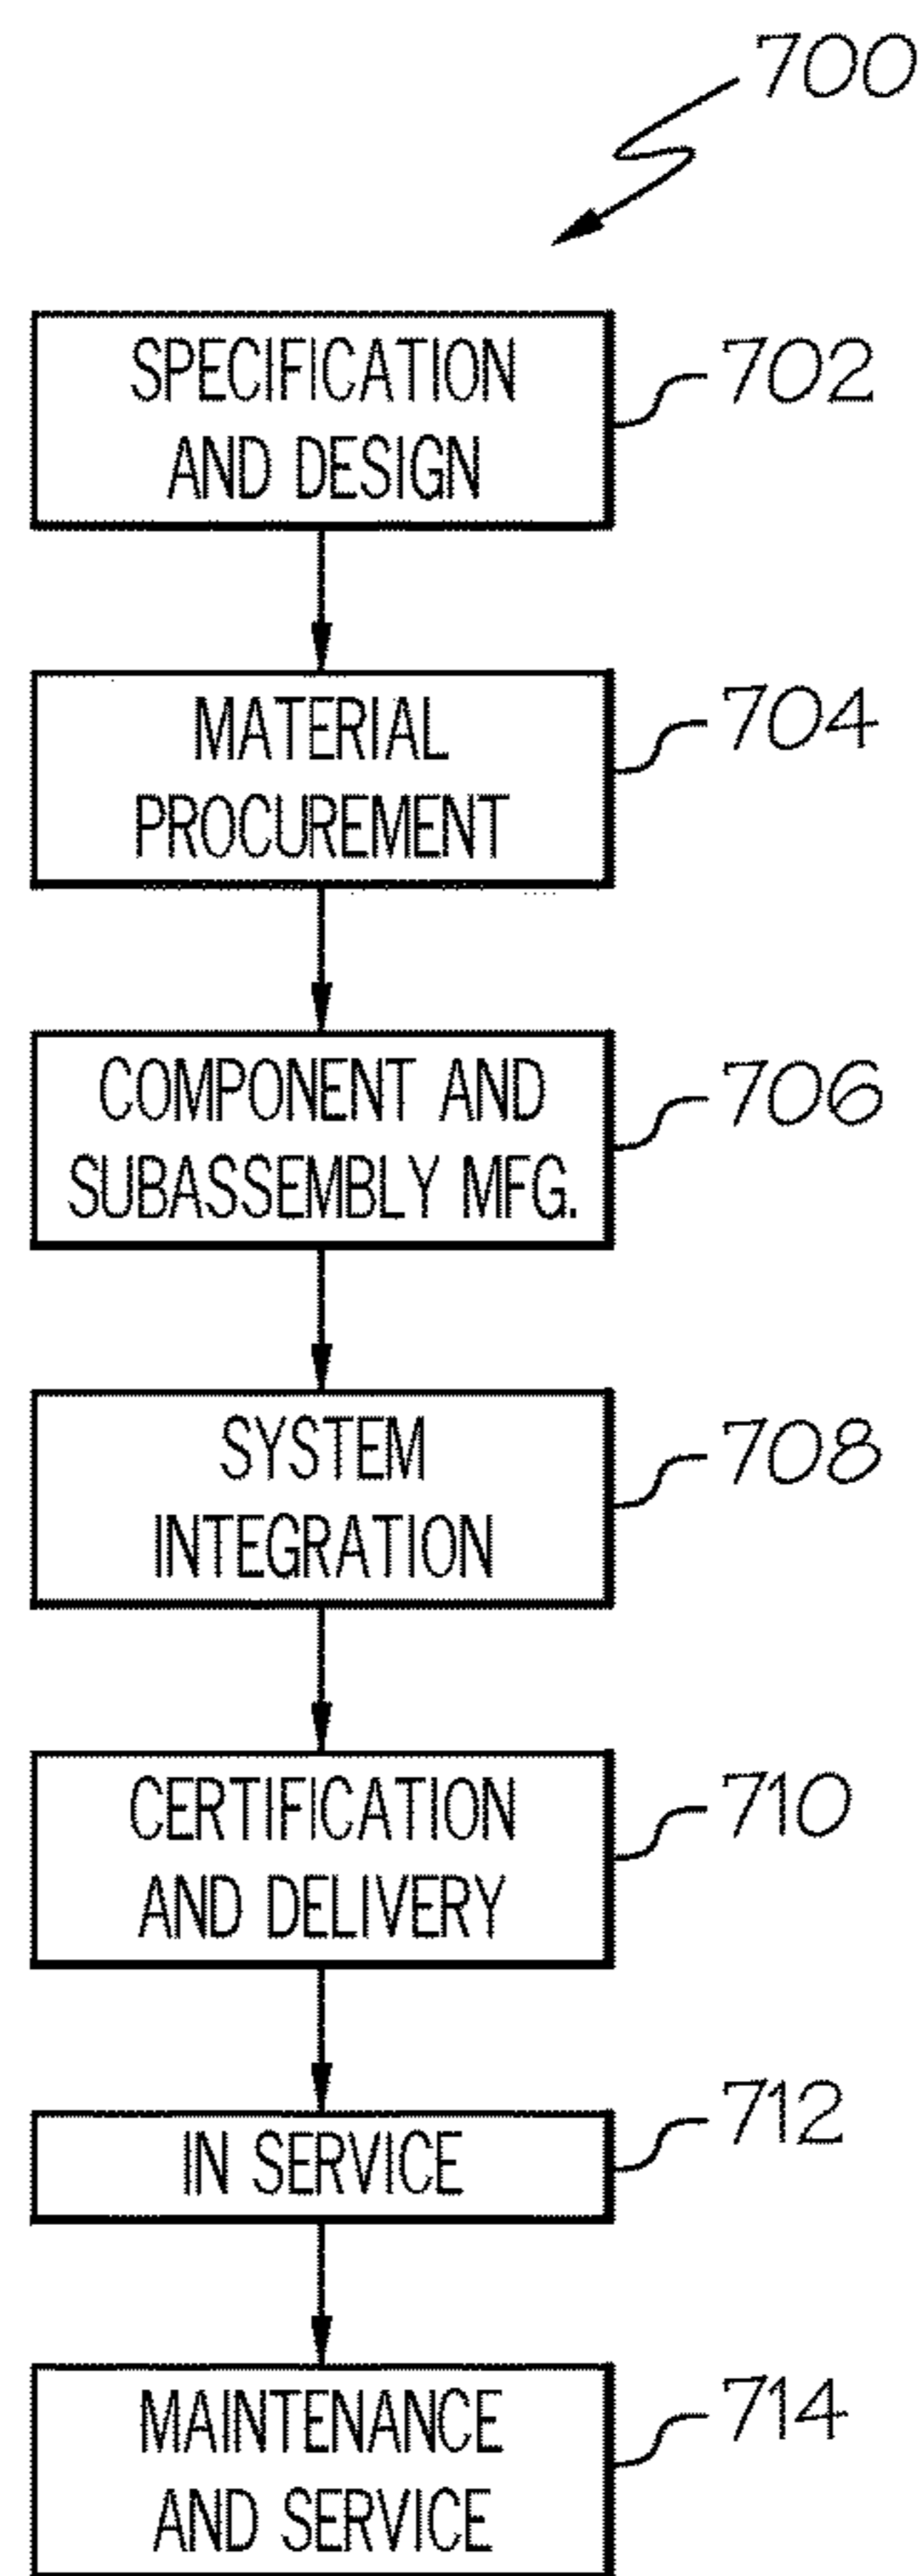 700
SPECIFICATION
AND DESIGN
702
MATERIAL
PROCUREMENT
704
COMPONENT AND
SUBASSEMBLY MFG.
706
SYSTEM
INTEGRATION
708
CERTIFICATION
AND DELIVERY
710
IN SERVICE
712
MAINTENANCE
AND SERVICE
714